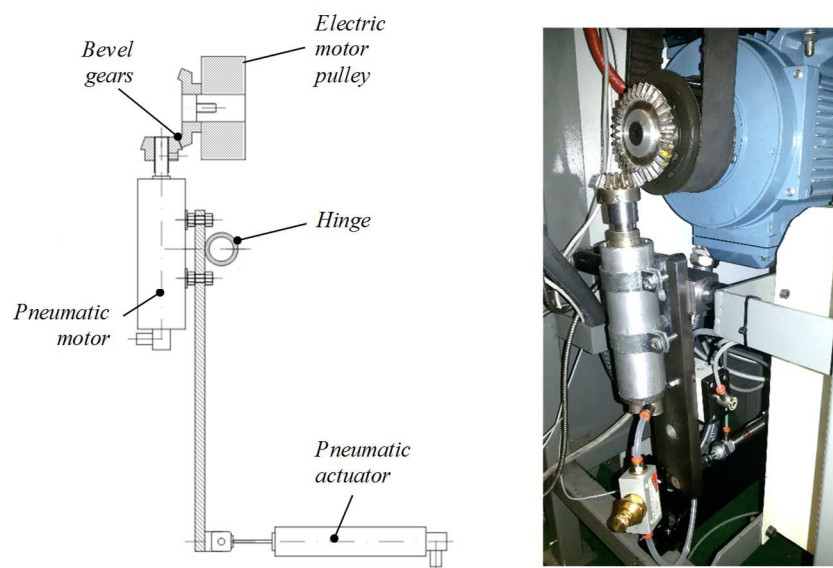 Electric
motor
pulley
Bevel
gears
Hinge
Pneumatic
motor
Pneumatic
actuator